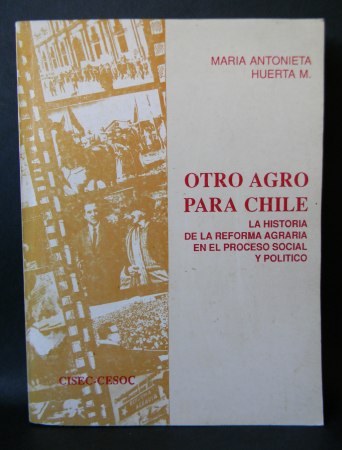 MARIA ANTONIETA
HUERTA M.
OTRO AGRO
PARA CHILE
LA HISTORIA
DE LA REFORMA AGRARIA
EN EL PROCESO SOCIAL
Y POLITICO
CISEC-CESOC